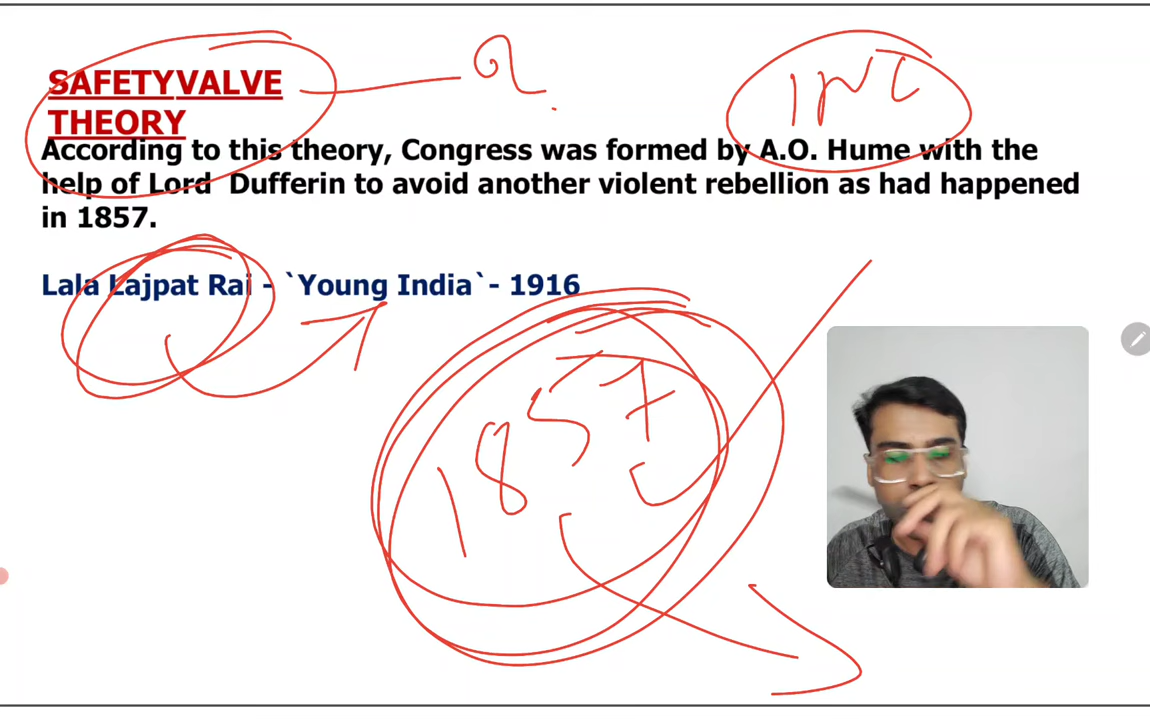 SAFETYVALVE
THEORY
According to this theory, Congress was formed by A.O. Hume with the
help of Lord Dufferin to avoid another violent rebellion as had happened
in 1857.
Lala Lajpat Rai - `Young India` - 1916
INC
1857